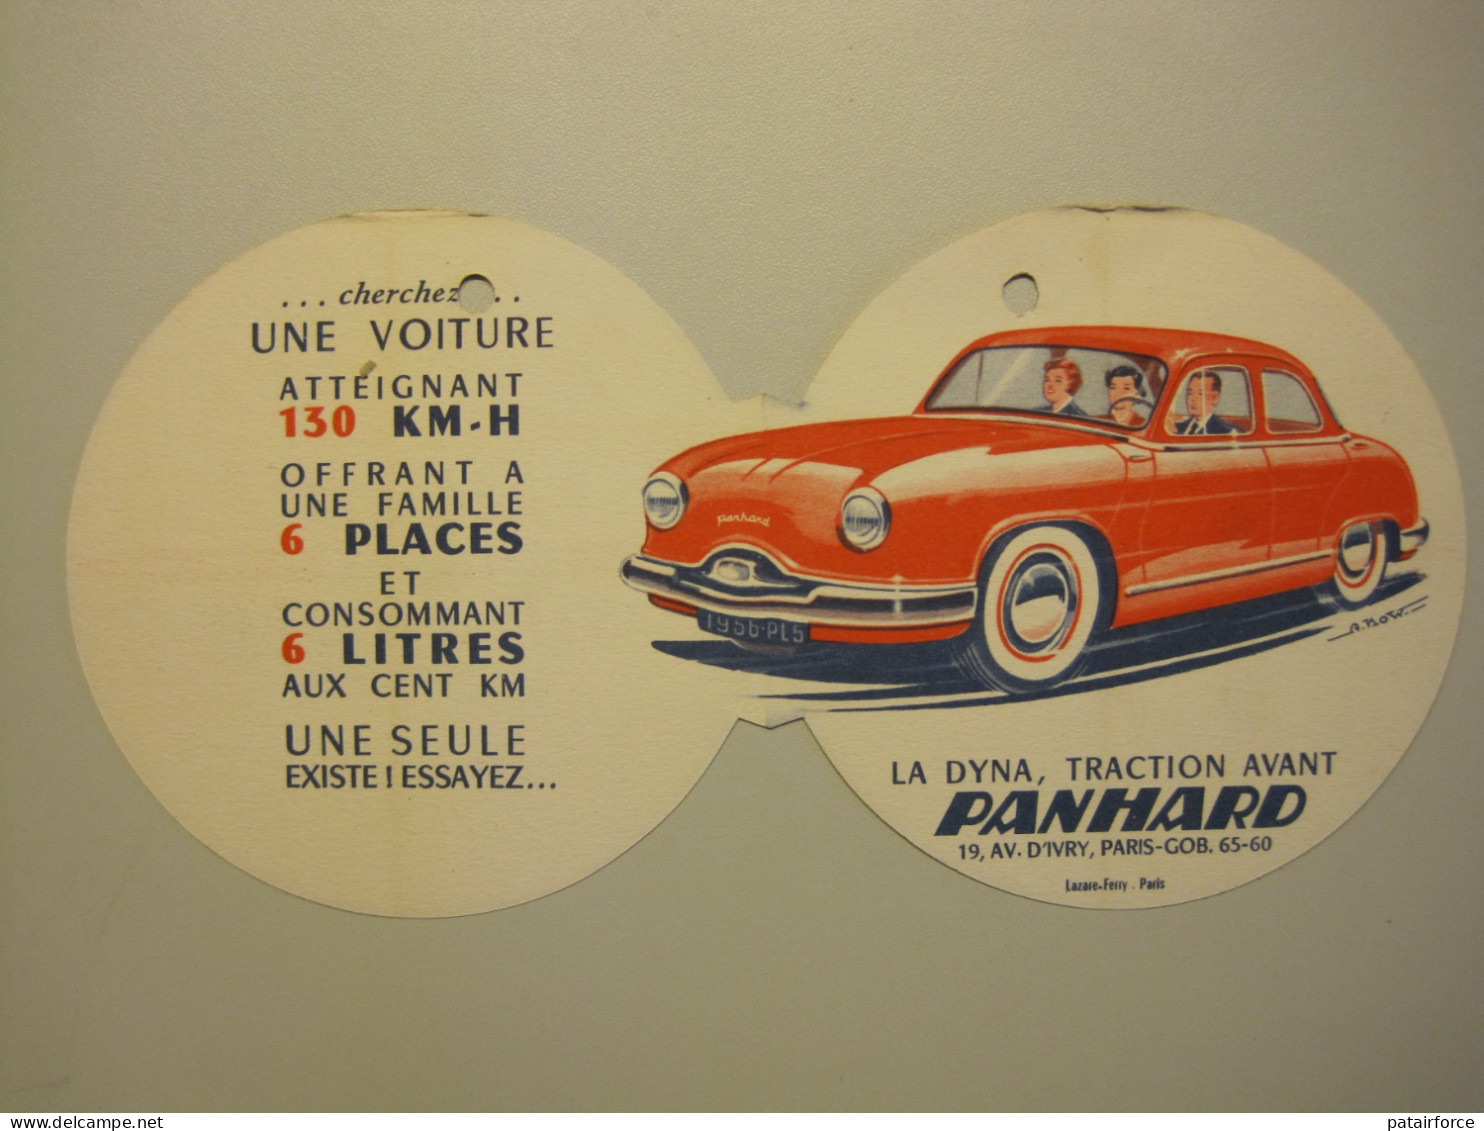 ... cherchez ...
UNE VOITURE
ATTEIGNANT
130 KM-H
OFFRANT A
UNE FAMILLE
6 PLACES
ET
CONSOMMANT
6 LITRES
AUX CENT KM
UNE SEULE
EXISTE ! ESSAYEZ...
Panhard
1956-PL5
A. Bow.
LA DYNA, TRACTION AVANT
PANHARD
19, AV. D'IVRY, PARIS-GOB. 65-60
Lazare-Ferry . Paris
www.delcampe.net
patairforce